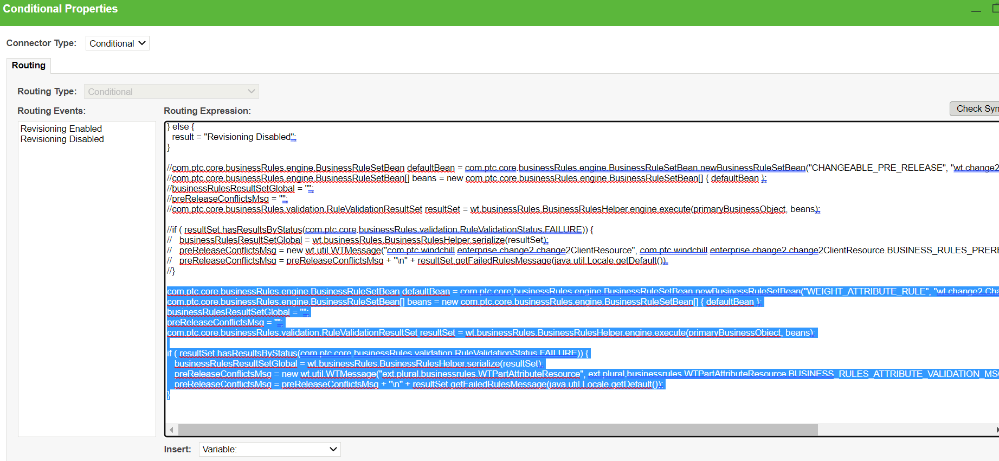 Conditional Properties
Connector Type: Conditional
Routing
Routing Type: Conditional
Routing Events:
Routing Expression:
Check Syn
Revisioning Enabled
Revisioning Disabled
} else {
result = "Revisioning Disabled";
}
//com.ptc.core.businessRules.engine.BusinessRuleSetBean defaultBean = com.ptc.core.businessRules.engine.BusinessRuleSetBean.newBusinessRuleSetBean("CHANGEABLE_PRE_RELEASE", "wt.change2
//com.ptc.core.businessRules.engine.BusinessRuleSetBean[] beans = new com.ptc.core.businessRules.engine.BusinessRuleSetBean[] { defaultBean };
//businessRulesResultSetGlobal = "";
//preReleaseConflictsMsg = "";
//com.ptc.core.businessRules.validation.RuleValidationResultSet resultSet = wt.businessRules.BusinessRulesHelper.engine.execute(primaryBusinessObject, beans);
//if ( resultSet.hasResultsByStatus(com.ptc.core.businessRules.validation.RuleValidationStatus.FAILURE)) {
// businessRulesResultSetGlobal = wt.businessRules.BusinessRulesHelper.serialize(resultSet);
// preReleaseConflictsMsg = new wt.util.WTMessage("com.ptc.windchill.enterprise.change2.change2ClientResource", com.ptc.windchill.enterprise.change2.change2ClientResource.BUSINESS_RULES_PRERE
// preReleaseConflictsMsg = preReleaseConflictsMsg + "\n" + resultSet.getFailedRulesMessage(java.util.Locale.getDefault());
//}
com.ptc.core.businessRules.engine.BusinessRuleSetBean defaultBean = com.ptc.core.businessRules.engine.BusinessRuleSetBean.newBusinessRuleSetBean("WEIGHT_ATTRIBUTE_RULE", "wt.change2.Cha
com.ptc.core.businessRules.engine.BusinessRuleSetBean[] beans = new com.ptc.core.businessRules.engine.BusinessRuleSetBean[] { defaultBean };
businessRulesResultSetGlobal = "";
preReleaseConflictsMsg = "";
com.ptc.core.businessRules.validation.RuleValidationResultSet resultSet = wt.businessRules.BusinessRulesHelper.engine.execute(primaryBusinessObject, beans);
if ( resultSet.hasResultsByStatus(com.ptc.core.businessRules.validation.RuleValidationStatus.FAILURE)) {
businessRulesResultSetGlobal = wt.businessRules.BusinessRulesHelper.serialize(resultSet);
preReleaseConflictsMsg = new wt.util.WTMessage("ext.plural.businessrules.WTPartAttributeResource", ext.plural.businessrules.WTPartAttributeResource.BUSINESS_RULES_ATTRIBUTE_VALIDATION_MSG
preReleaseConflictsMsg = preReleaseConflictsMsg + "\n" + resultSet.getFailedRulesMessage(java.util.Locale.getDefault());
}
Insert: Variable: